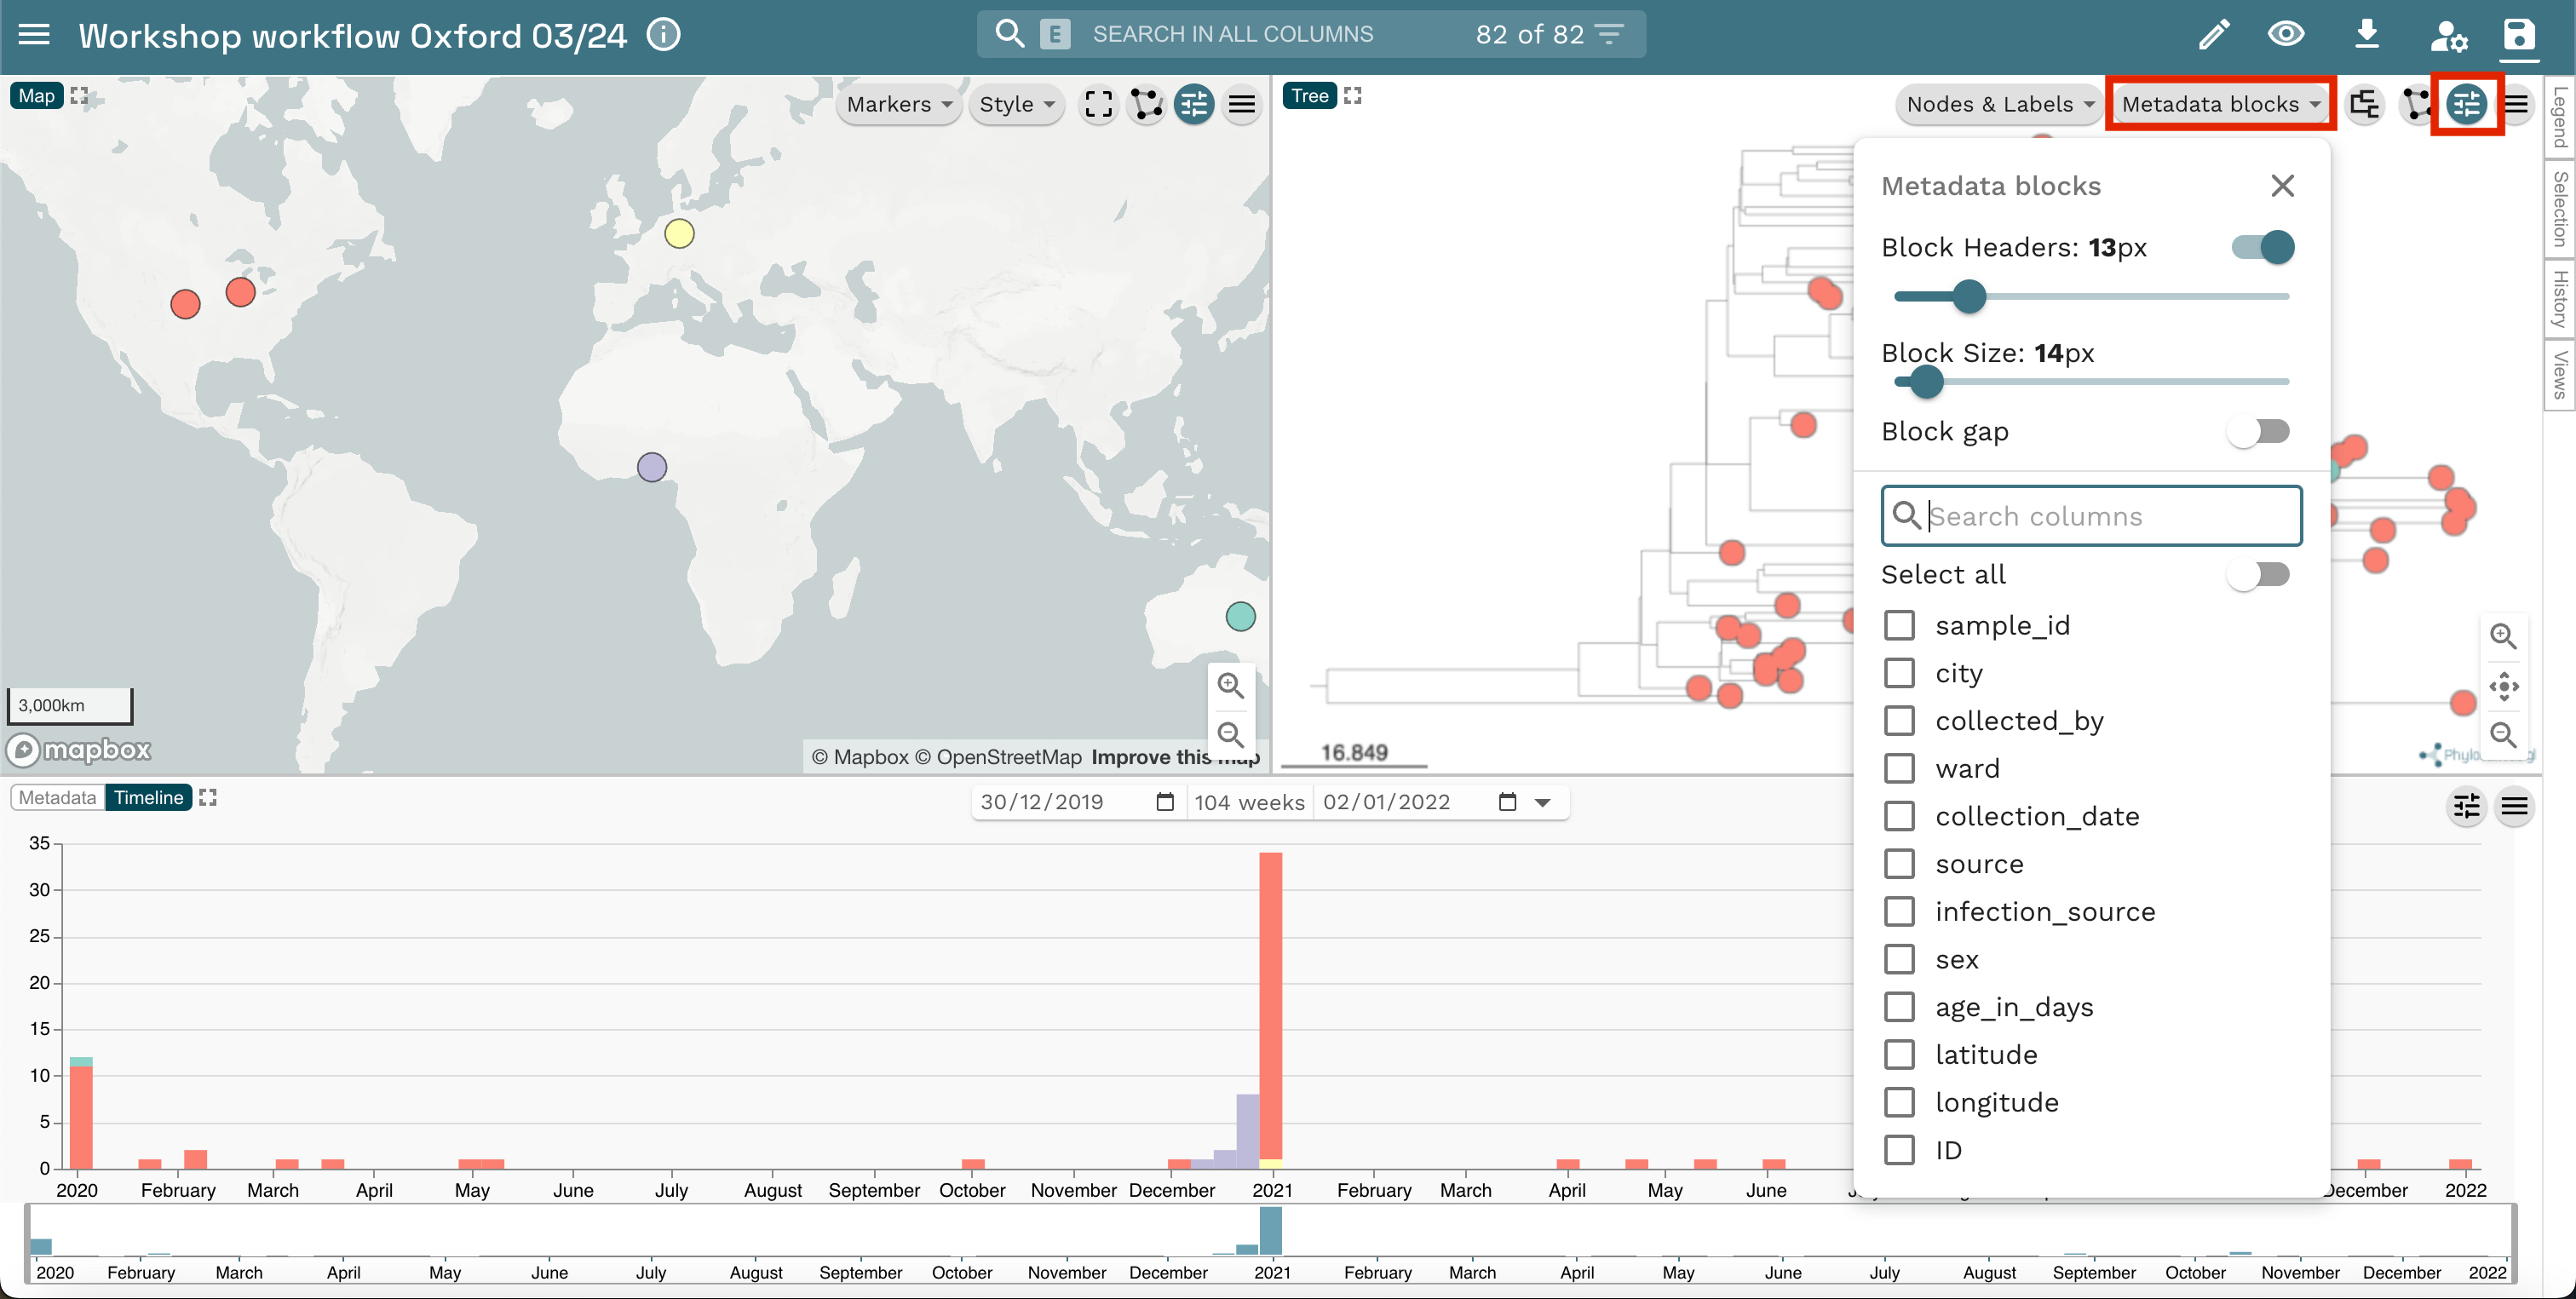 Workshop workflow Oxford 03/24
E SEARCH IN ALL COLUMNS 82 of 82
Map
Markers
Style
Tree
Nodes & Labels
Metadata blocks
Legend
Selection
History
Views
Metadata blocks
Block Headers: 13px
Block Size: 14px
Block gap
Search columns
Select all
sample_id
city
collected_by
ward
collection_date
source
infection_source
sex
age_in_days
latitude
longitude
ID
3,000km
mapbox
© Mapbox © OpenStreetMap Improve this map
16.849
Metadata
Timeline
30/12/2019
104 weeks
02/01/2022
35
30
25
20
15
10
5
0
2020 February March April May June July August September October November December 2021 February March April May June December 2022
2020 February March April May June July August September October November December 2021 February March April May June July August September October November December 2022